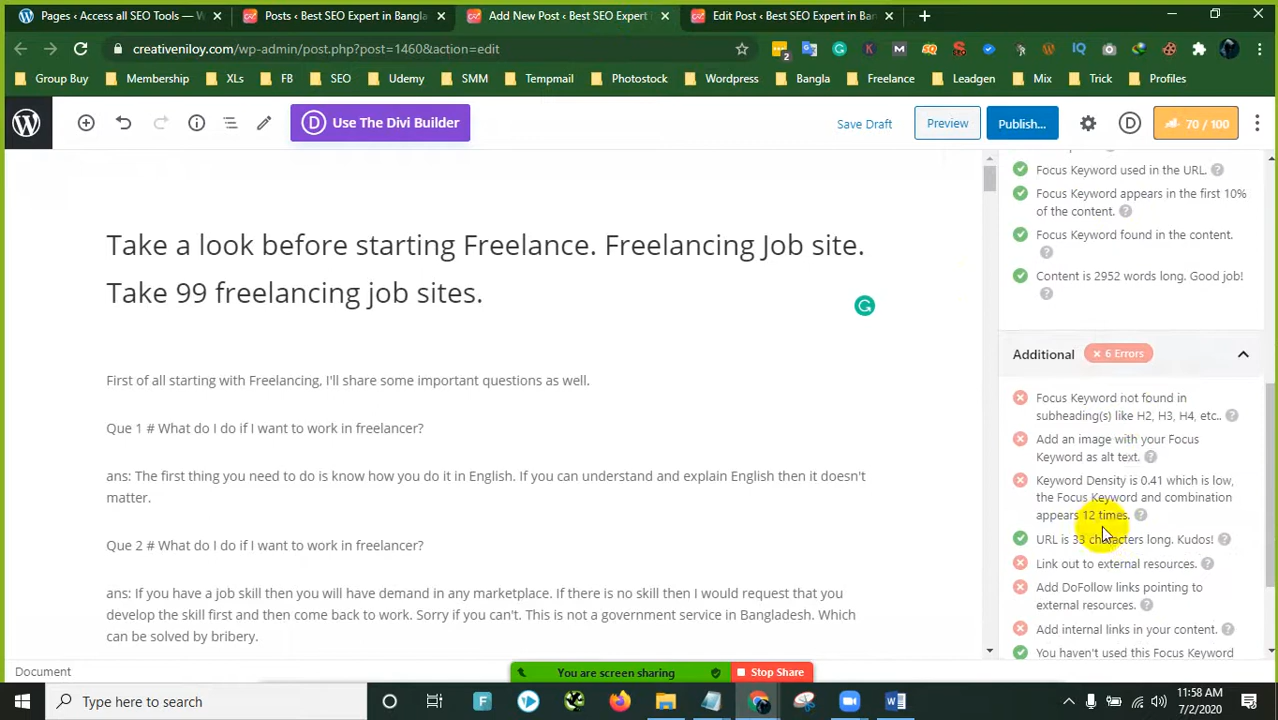 Pages ‹ Access all SEO Tools — W
Posts ‹ Best SEO Expert in Bangla
Add New Post ‹ Best SEO Expert
Edit Post ‹ Best SEO Expert in Ban
creativeniloy.com/wp-admin/post.php?post=1460&action=edit
Group Buy
Membership
XLs
FB
SEO
Udemy
SMM
Tempmail
Photostock
Wordpress
Bangla
Freelance
Leadgen
Mix
Trick
Profiles
Use The Divi Builder
Save Draft
Preview
Publish...
70 / 100
Take a look before starting Freelance. Freelancing Job site.
Take 99 freelancing job sites.
First of all starting with Freelancing, I'll share some important questions as well.
Que 1 # What do I do if I want to work in freelancer?
ans: The first thing you need to do is know how you do it in English. If you can understand and explain English then it doesn't
matter.
Que 2 # What do I do if I want to work in freelancer?
ans: If you have a job skill then you will have demand in any marketplace. If there is no skill then I would request that you
develop the skill first and then come back to work. Sorry if you can't. This is not a government service in Bangladesh. Which
can be solved by bribery.
Focus Keyword used in the URL.
Focus Keyword appears in the first 10%
of the content.
Focus Keyword found in the content.
Content is 2952 words long. Good job!
Additional
× 6 Errors
Focus Keyword not found in
subheading(s) like H2, H3, H4, etc..
Add an image with your Focus
Keyword as alt text.
Keyword Density is 0.41 which is low,
the Focus Keyword and combination
appears 12 times.
URL is 33 characters long. Kudos!
Link out to external resources.
Add DoFollow links pointing to
external resources.
Add internal links in your content.
You haven't used this Focus Keyword
Document
You are screen sharing
Stop Share
Type here to search
11:58 AM
7/2/2020